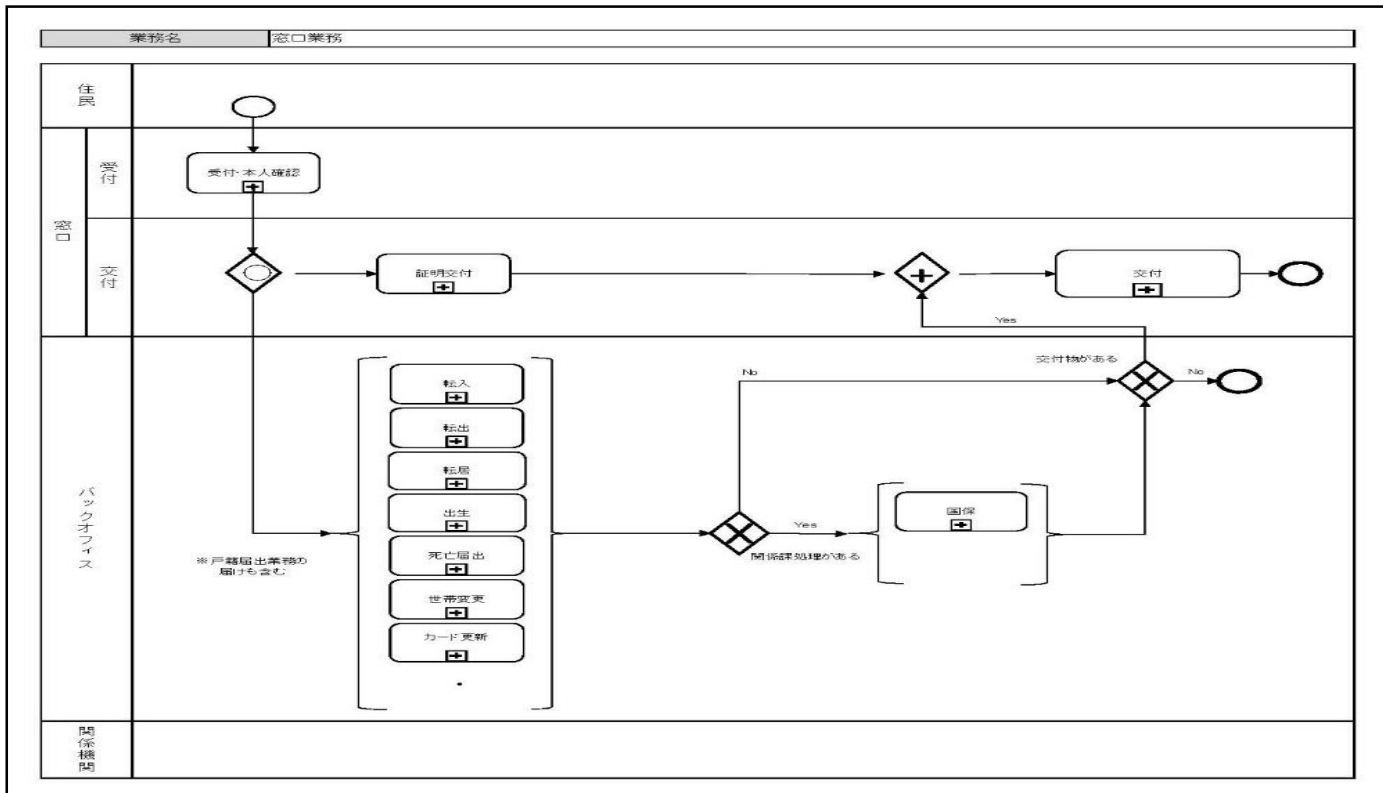 業務名
窓口業務
住民
窓口
受付
受付・本人確認
交付
証明交付
交付
Yes
バックオフィス
※戸籍届出業務の
届けも含む
転入
転出
転居
出生
死亡届出
世帯変更
カード更新
No
Yes
関係課処理がある
国保
交付物がある
No
関係機関